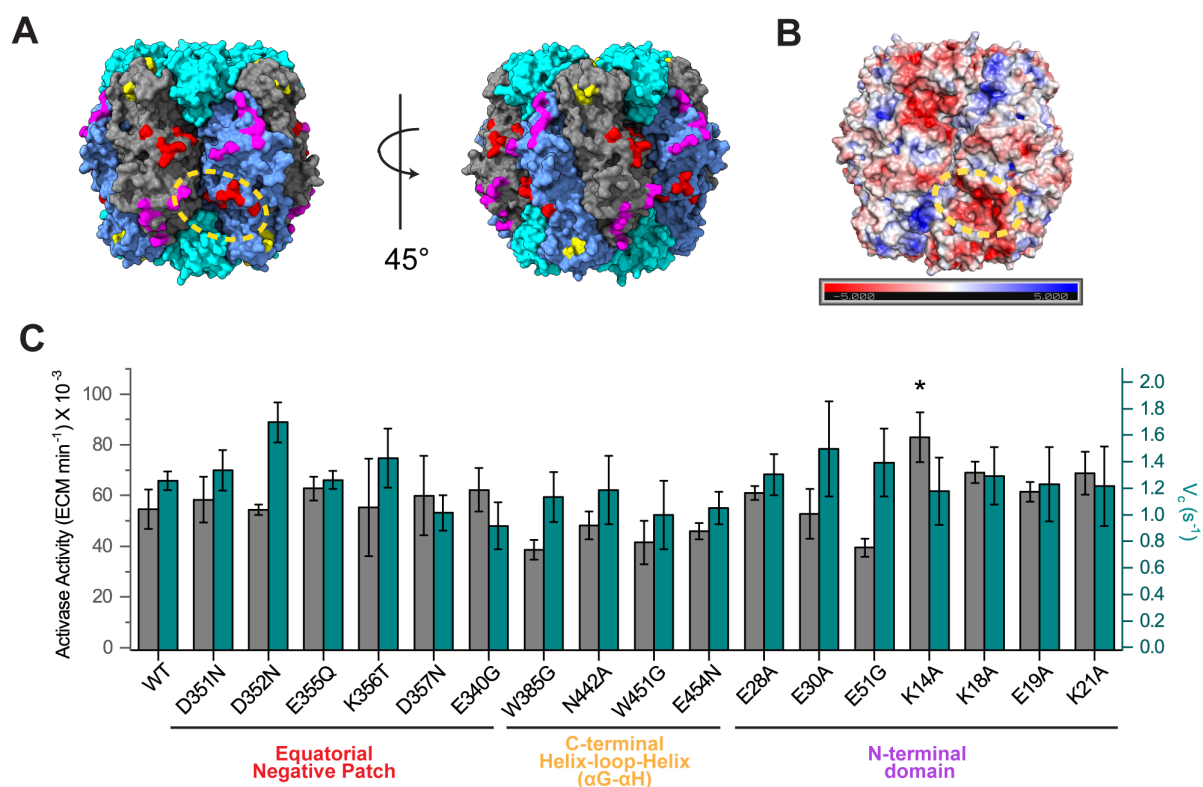 A
B
45°
-5.000
5.000
C
Activase Activity (ECM min⁻¹) X 10⁻³
100
80
60
40
20
0
2.0
1.8
1.6
1.4
1.2
1.0
0.8
0.6
0.4
0.2
0.0
V_c (s⁻¹)
*
WT
D351N
D352N
E355Q
K356T
D357N
E340G
W385G
N442A
W451G
E454N
E28A
E30A
E51G
K14A
K18A
E19A
K21A
Equatorial
Negative Patch
C-terminal
Helix-loop-Helix
(αG-αH)
N-terminal
domain